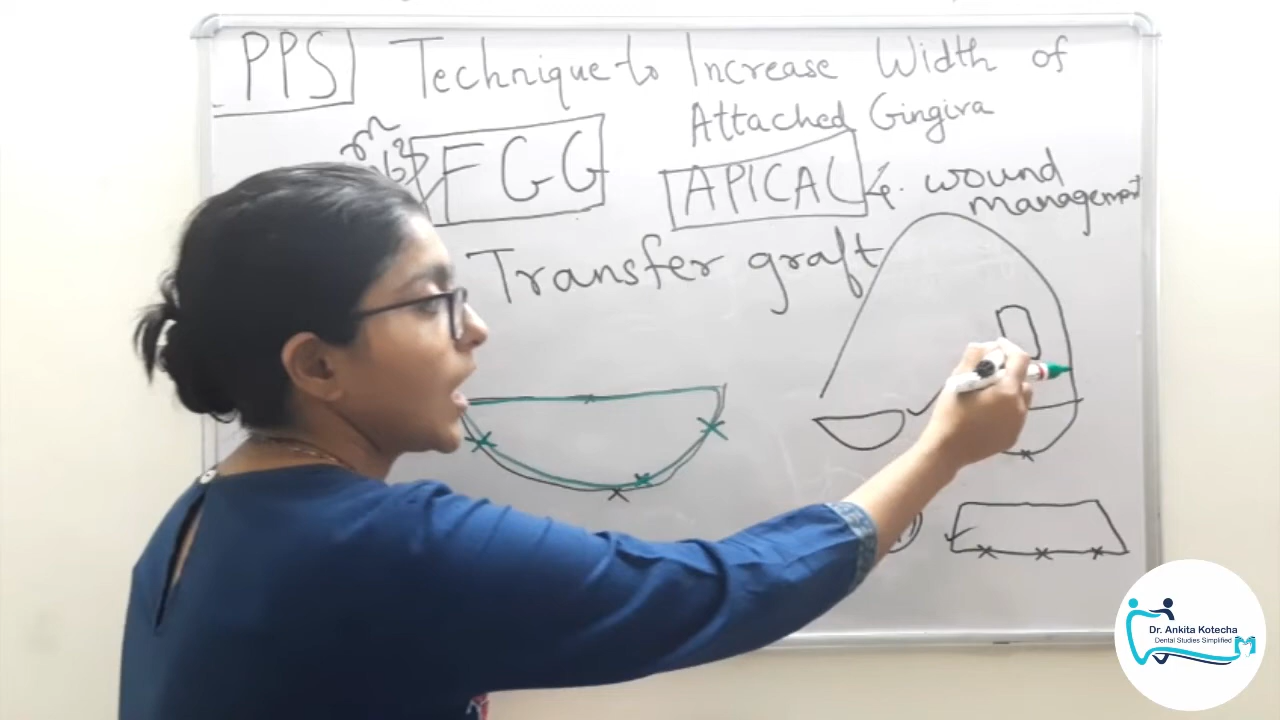 PPS Technique to Increase Width of
Attached Gingiva
FGG APICAL wound
management
Transfer graft
Dr. Ankita Kotecha
Dental Studies Simplified